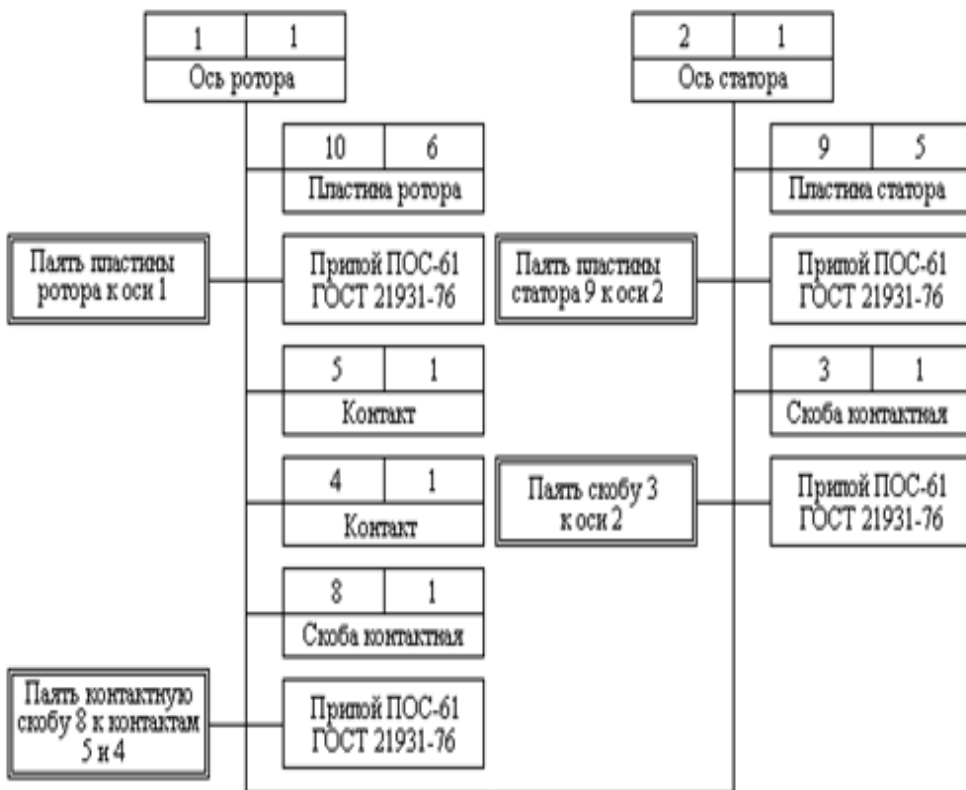 1 1
Ось ротора
10 6
Пластина ротора
Паять пластины
ротора к оси 1
Припой ПОС-61
ГОСТ 21931-76
5 1
Контакт
4 1
Контакт
8 1
Скоба контактная
Паять контактную
скобу 8 к контактам
5 и 4
Припой ПОС-61
ГОСТ 21931-76
2 1
Ось статора
9 5
Пластина статора
Паять пластины
статора 9 к оси 2
Припой ПОС-61
ГОСТ 21931-76
3 1
Скоба контактная
Паять скобу 3
к оси 2
Припой ПОС-61
ГОСТ 21931-76